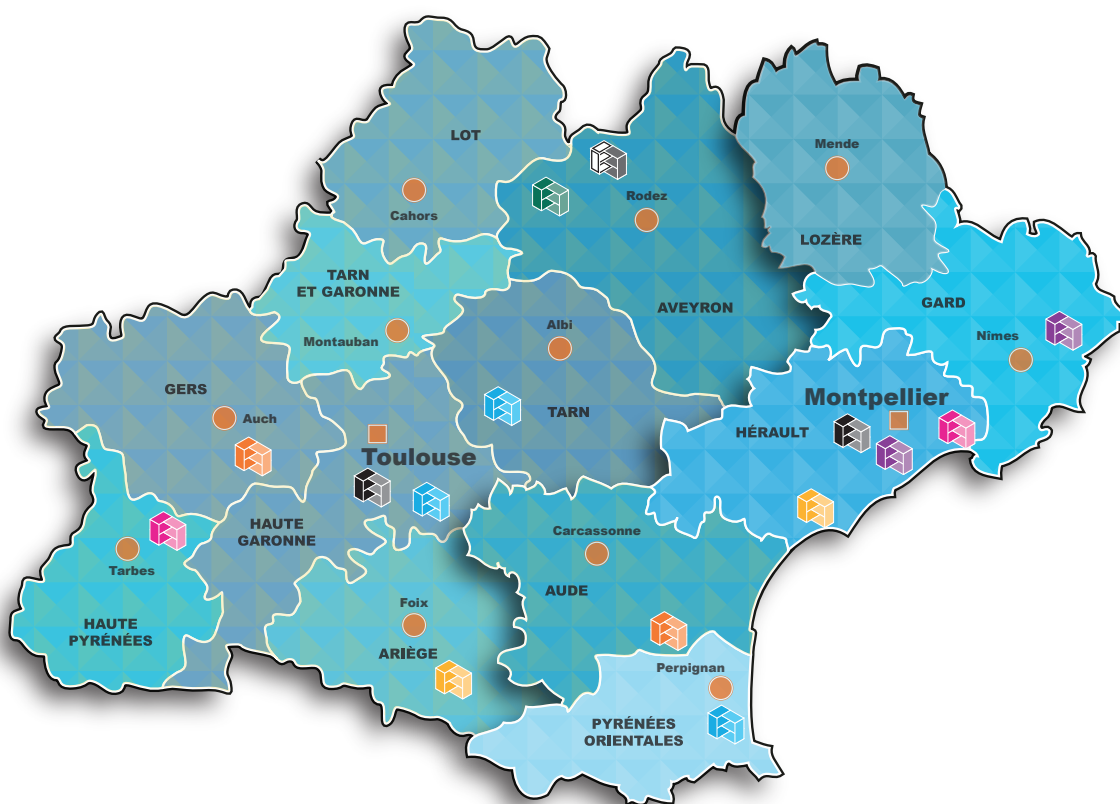 LOT
Cahors
Mende
LOZÈRE
Rodez
AVEYRON
TARN
ET GARONNE
Montauban
GARD
Nîmes
Albi
TARN
GERS
Auch
Montpellier
HÉRAULT
Toulouse
HAUTE
GARONNE
Carcassonne
AUDE
Tarbes
HAUTE
PYRÉNÉES
Foix
ARIÈGE
Perpignan
PYRÉNÉES
ORIENTALES